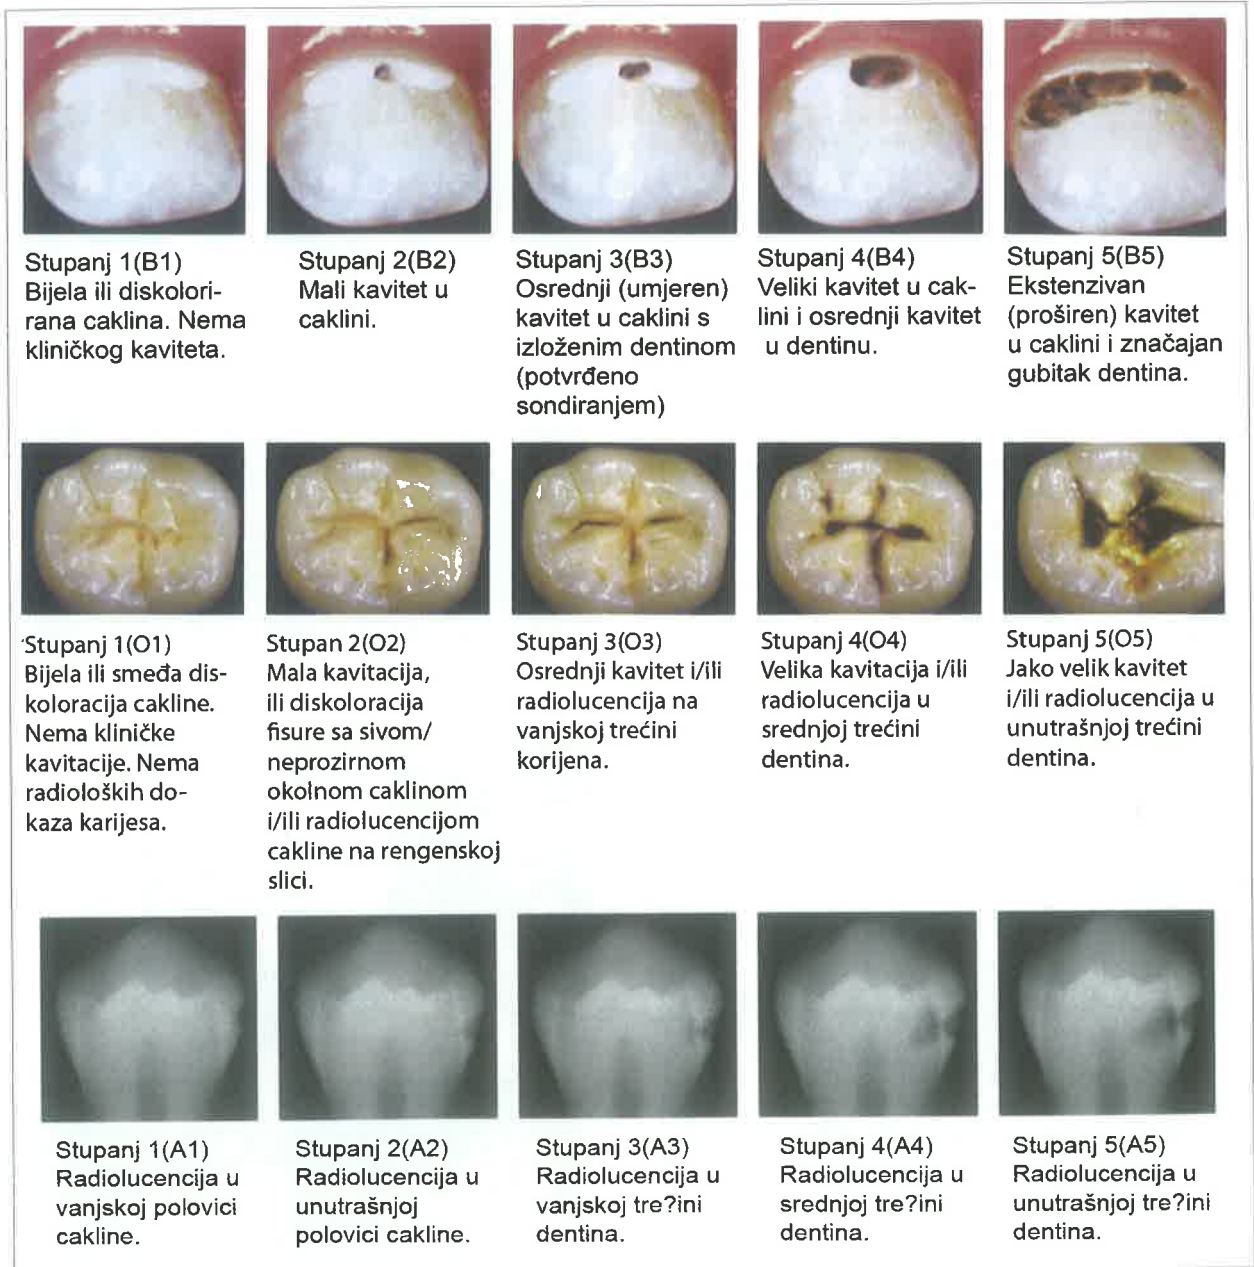 Stupanj 1(B1)
Bijela ili diskolori-
rana caklina. Nema
kliničkog kaviteta.
Stupanj 2(B2)
Mali kavitet u
caklini.
Stupanj 3(B3)
Osrednji (umjeren)
kavitet u caklini s
izloženim dentinom
(potvrđeno
sondiranjem)
Stupanj 4(B4)
Veliki kavitet u cak-
lini i osrednji kavitet
u dentinu.
Stupanj 5(B5)
Ekstenzivan
(proširen) kavitet
u caklini i značajan
gubitak dentina.
Stupanj 1(O1)
Bijela ili smeđa dis-
koloracija cakline.
Nema kliničke
kavitacije. Nema
radioloških do-
kaza karijesa.
Stupan 2(O2)
Mala kavitacija,
ili diskoloracija
fisure sa sivom/
neprozirnom
okolnom caklinom
i/ili radiolucencijom
cakline na rengenskoj
slici.
Stupanj 3(O3)
Osrednji kavitet i/ili
radiolucencija na
vanjskoj trećini
korijena.
Stupanj 4(O4)
Velika kavitacija i/ili
radiolucencija u
srednjoj trećini
dentina.
Stupanj 5(O5)
Jako velik kavitet
i/ili radiolucencija u
unutrašnjoj trećini
dentina.
Stupanj 1(A1)
Radiolucencija u
vanjskoj polovici
cakline.
Stupanj 2(A2)
Radiolucencija u
unutrašnjoj
polovici cakline.
Stupanj 3(A3)
Radiolucencija u
vanjskoj tre?ini
dentina.
Stupanj 4(A4)
Radiolucencija u
srednjoj tre?ini
dentina.
Stupanj 5(A5)
Radiolucencija u
unutrašnjoj tre?ini
dentina.